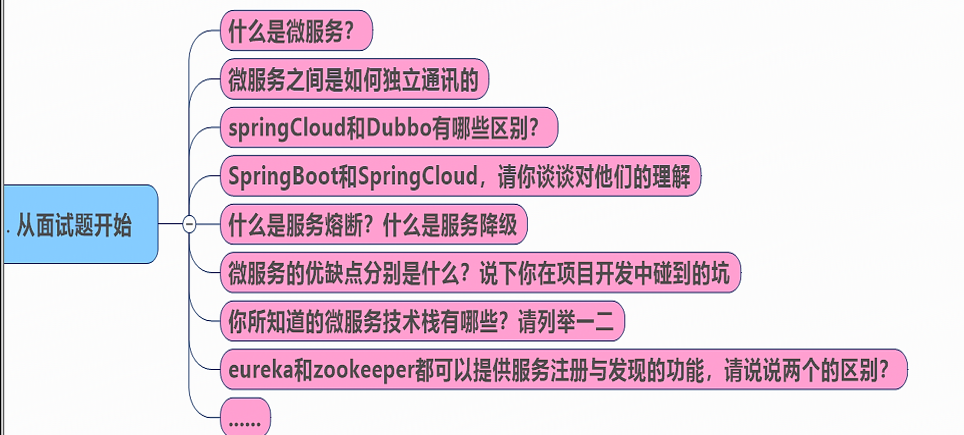 . 从面试题开始
什么是微服务?
微服务之间是如何独立通讯的
springCloud和Dubbo有哪些区别?
SpringBoot和SpringCloud,请你谈谈对他们的理解
什么是服务熔断?什么是服务降级
微服务的优缺点分别是什么?说下你在项目开发中碰到的坑
你所知道的微服务技术栈有哪些?请列举一二
eureka和zookeeper都可以提供服务注册与发现的功能,请说说两个的区别?
......